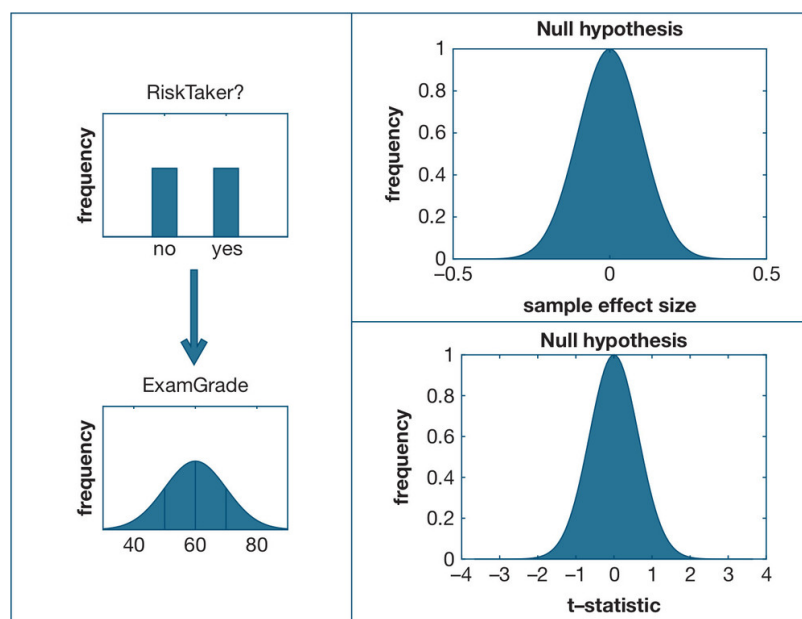 RiskTaker?
frequency
no yes
ExamGrade
frequency
40 60 80
Null hypothesis
frequency
1
0.8
0.6
0.4
0.2
0
–0.5 0 0.5
sample effect size
Null hypothesis
frequency
1
0.8
0.6
0.4
0.2
0
–4 –3 –2 –1 0 1 2 3 4
t–statistic